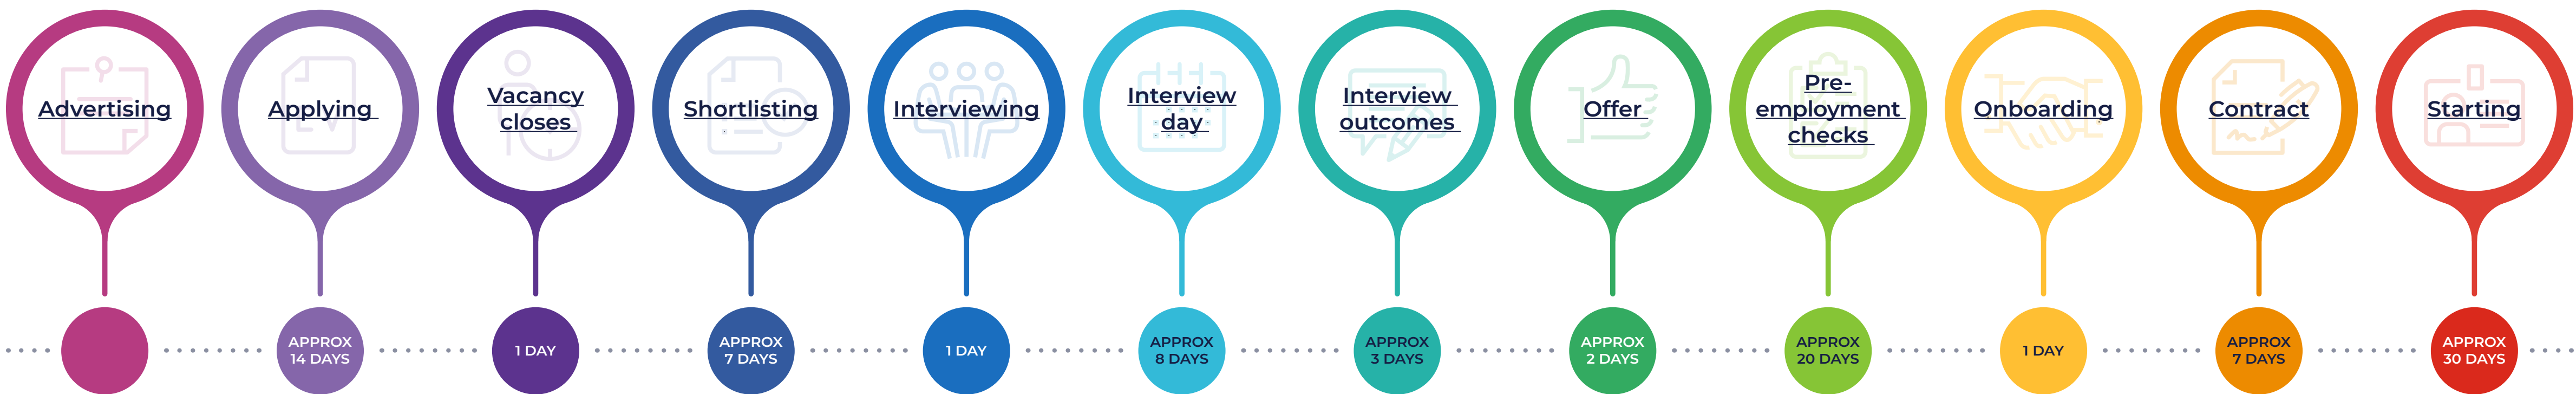 Advertising
Applying
Vacancy
closes
Shortlisting
Interviewing
Interview
day
Interview
outcomes
Offer
Pre-
employment
checks
Onboarding
Contract
Starting
APPROX
14 DAYS
1 DAY
APPROX
7 DAYS
1 DAY
APPROX
8 DAYS
APPROX
3 DAYS
APPROX
2 DAYS
APPROX
20 DAYS
1 DAY
APPROX
7 DAYS
APPROX
30 DAYS